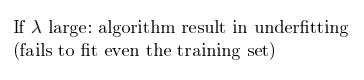 If λ large: algorithm result in underfitting
(fails to fit even the training set)